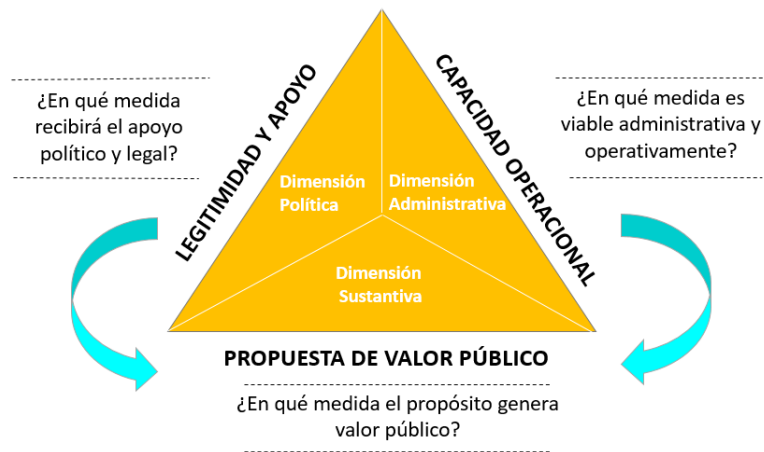 ¿En qué medida
recibirá el apoyo
político y legal?
LEGITIMIDAD Y APOYO
CAPACIDAD OPERACIONAL
¿En qué medida es
viable administrativa y
operativamente?
Dimensión
Política
Dimensión
Administrativa
Dimensión
Sustantiva
PROPUESTA DE VALOR PÚBLICO
¿En qué medida el propósito genera
valor público?